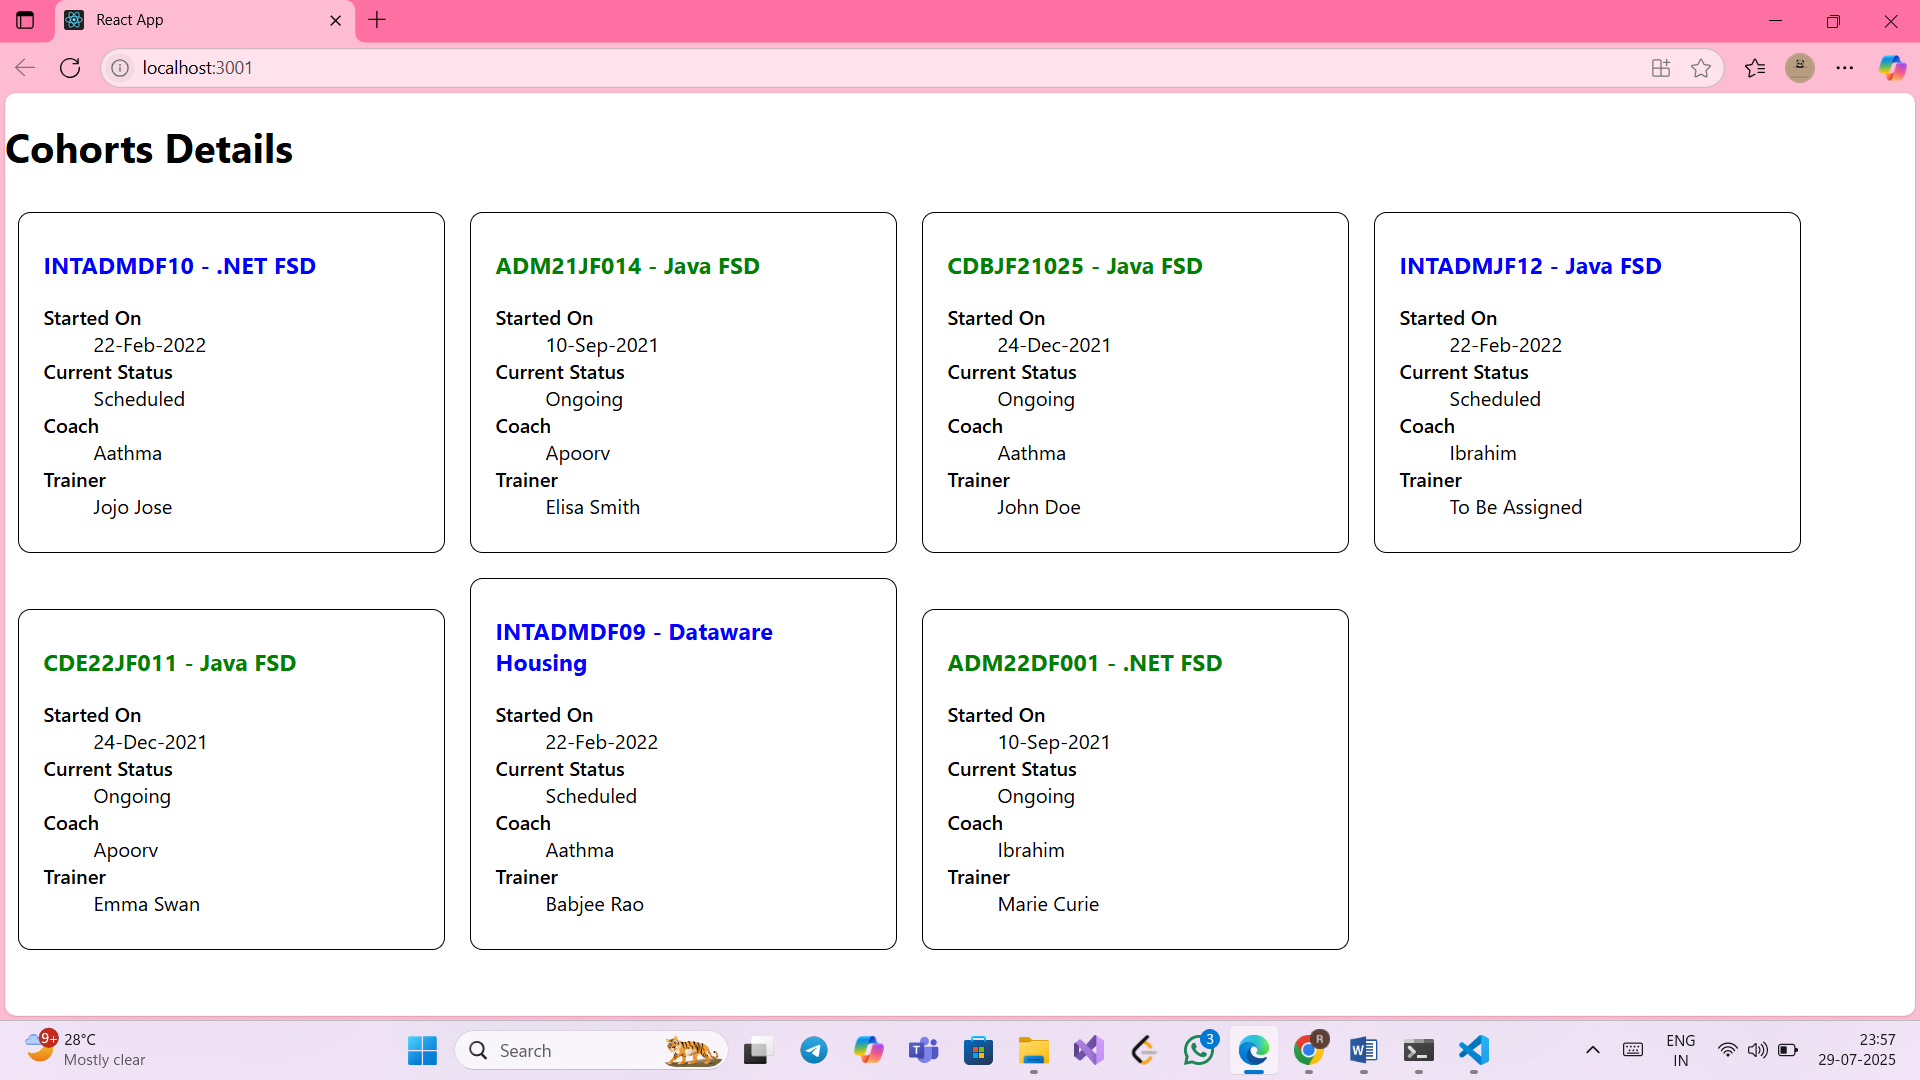 React App
localhost:3001
Cohorts Details
INTADMDF10 - .NET FSD
Started On
22-Feb-2022
Current Status
Scheduled
Coach
Aathma
Trainer
Jojo Jose
ADM21JF014 - Java FSD
Started On
10-Sep-2021
Current Status
Ongoing
Coach
Apoorv
Trainer
Elisa Smith
CDBJF21025 - Java FSD
Started On
24-Dec-2021
Current Status
Ongoing
Coach
Aathma
Trainer
John Doe
INTADMJF12 - Java FSD
Started On
22-Feb-2022
Current Status
Scheduled
Coach
Ibrahim
Trainer
To Be Assigned
CDE22JF011 - Java FSD
Started On
24-Dec-2021
Current Status
Ongoing
Coach
Apoorv
Trainer
Emma Swan
INTADMDF09 - Dataware
Housing
Started On
22-Feb-2022
Current Status
Scheduled
Coach
Aathma
Trainer
Babjee Rao
ADM22DF001 - .NET FSD
Started On
10-Sep-2021
Current Status
Ongoing
Coach
Ibrahim
Trainer
Marie Curie
9+
28°C
Mostly clear
Search
3
R
ENG
IN
23:57
29-07-2025